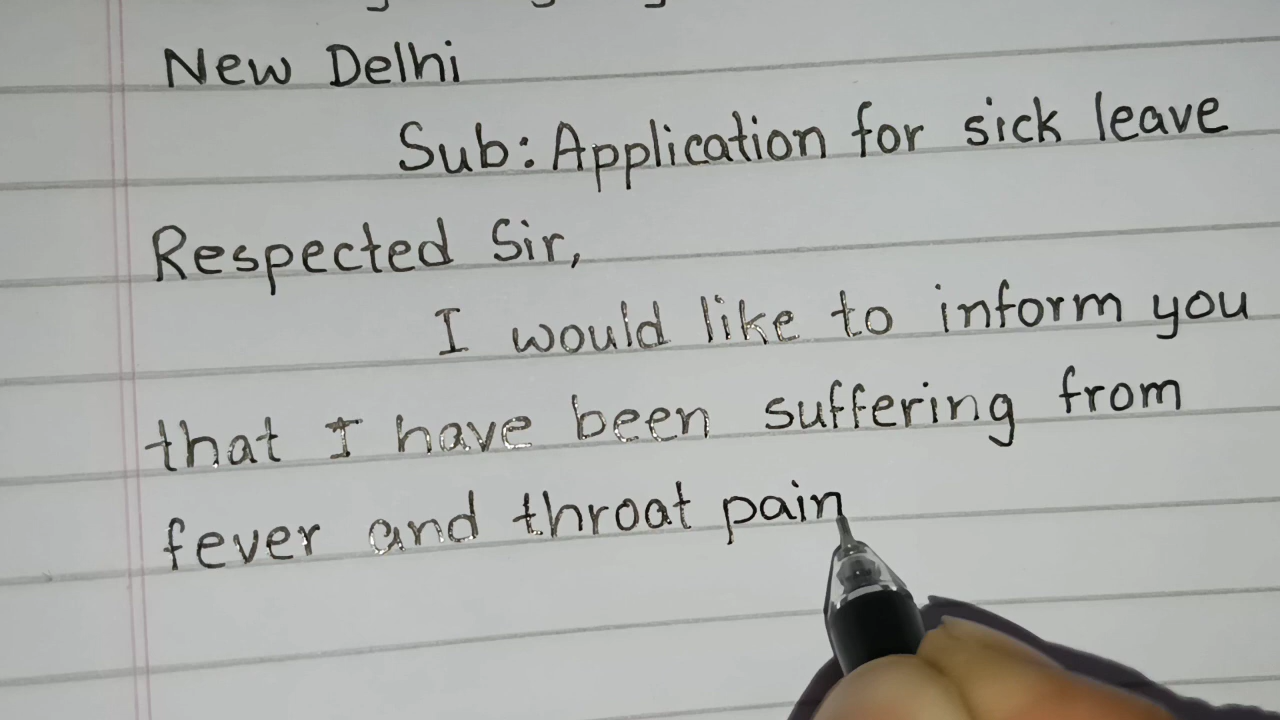 New Delhi
Sub: Application for sick leave
Respected Sir,
I would like to inform you
that I have been suffering from
fever and throat pain